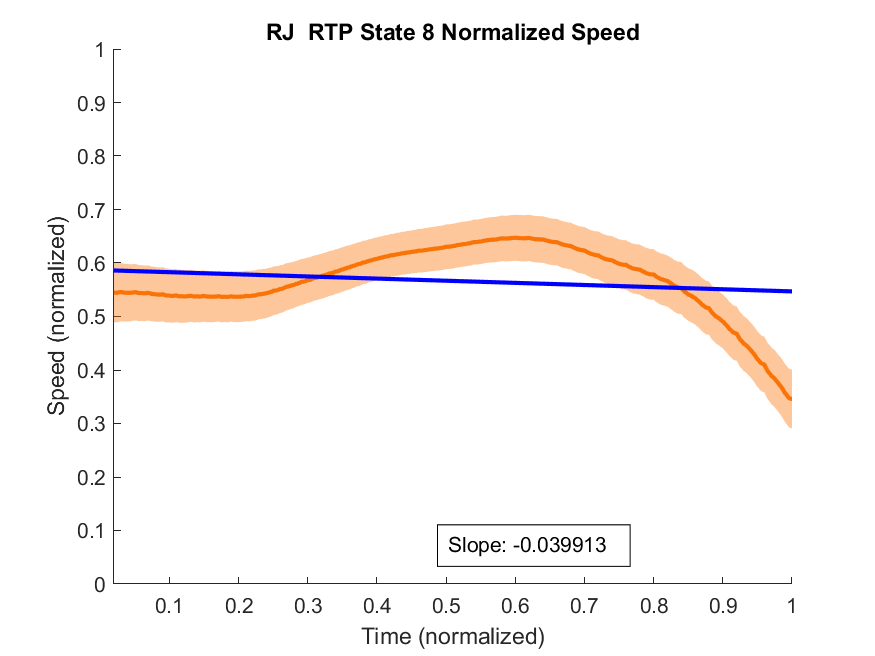 RJ  RTP State 8 Normalized Speed
1
0.9
0.8
0.7
0.6
0.5
0.4
0.3
0.2
0.1
0
Speed (normalized)
Slope: -0.039913
0.1 0.2 0.3 0.4 0.5 0.6 0.7 0.8 0.9 1
Time (normalized)